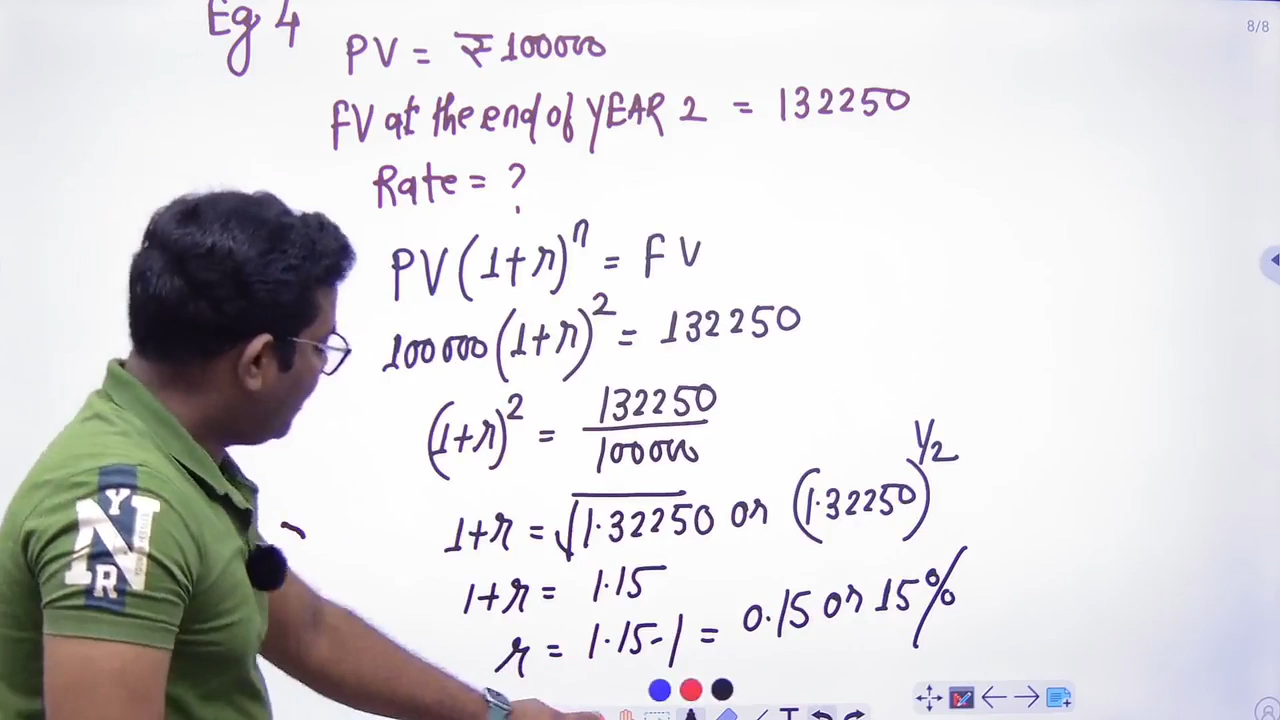 8/8
Eg 4
PV = ₹100000
FV at the end of YEAR 2 = 132250
Rate = ?
PV(1+r)ⁿ = FV
100000(1+r)² = 132250
(1+r)² = 132250/100000
1+r = √1.32250 or (1.32250)^1/2
1+r = 1.15
r = 1.15-1 = 0.15 or 15%
Y
N
R
T